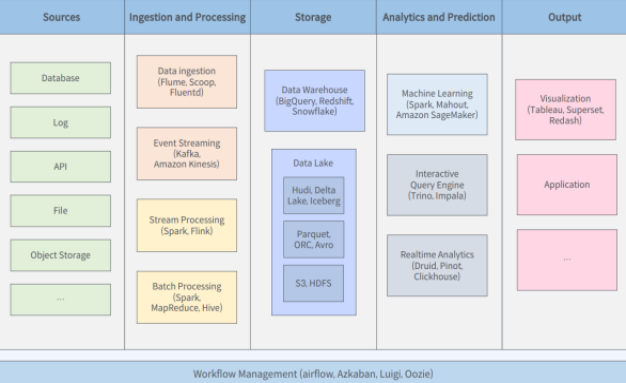 Sources
Ingestion and Processing
Storage
Analytics and Prediction
Output
Database
Log
API
File
Object Storage
...
Data ingestion
(Flume, Scoop,
Fluentd)
Event Streaming
(Kafka,
Amazon Kinesis)
Stream Processing
(Spark, Flink)
Batch Processing
(Spark,
MapReduce, Hive)
Data Warehouse
(BigQuery, Redshift,
Snowflake)
Data Lake
Hudi, Delta
Lake, Iceberg
Parquet,
ORC, Avro
S3, HDFS
Machine Learning
(Spark, Mahout,
Amazon SageMaker)
Interactive
Query Engine
(Trino, Impala)
Realtime Analytics
(Druid, Pinot,
Clickhouse)
Visualization
(Tableau, Superset,
Redash)
Application
...
Workflow Management (airflow, Azkaban, Luigi, Oozie)